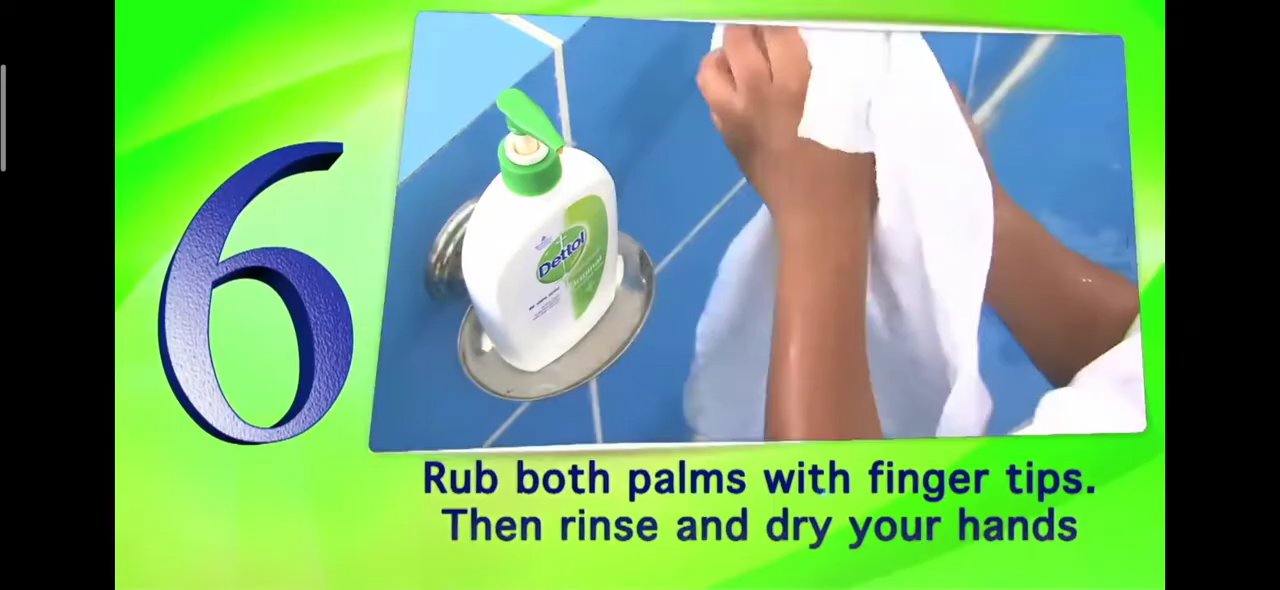 6
Dettol
Rub both palms with finger tips.
Then rinse and dry your hands